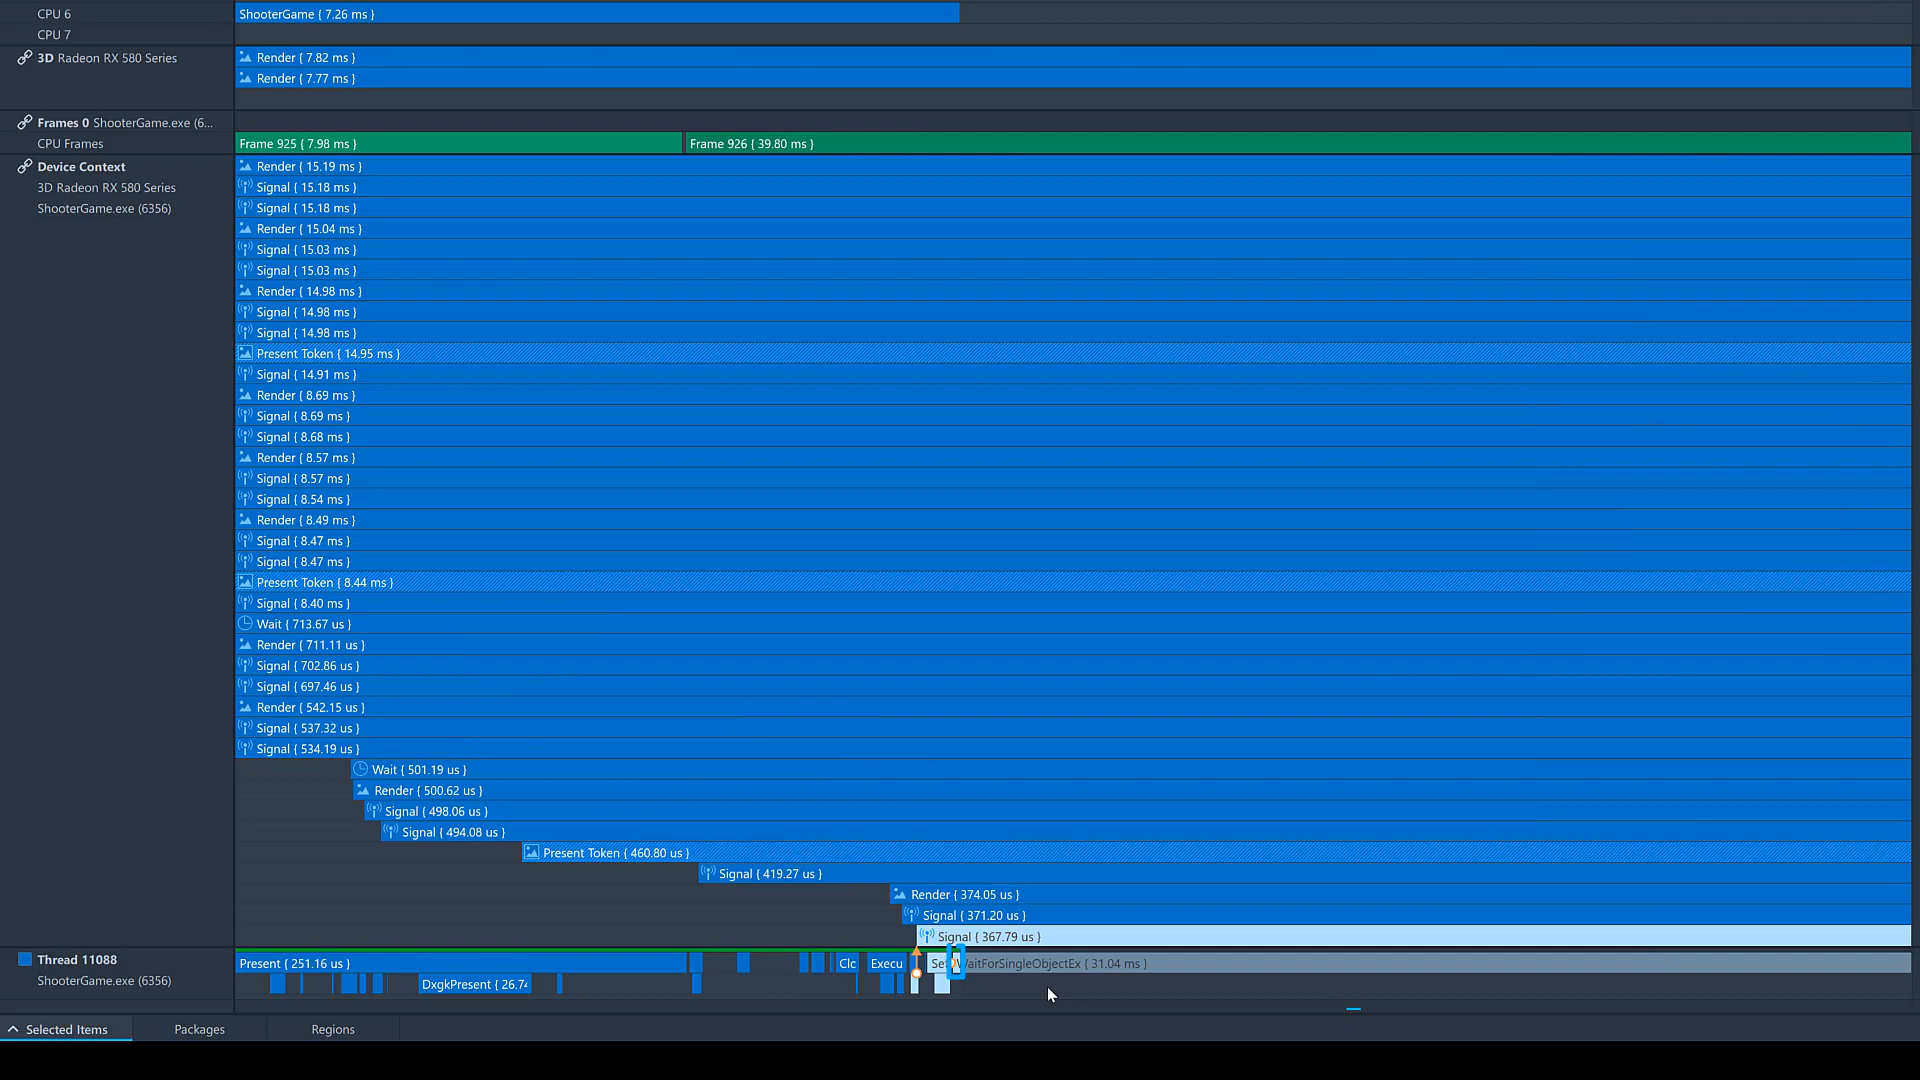 CPU 6
ShooterGame { 7.26 ms }
CPU 7
3D Radeon RX 580 Series
Render { 7.82 ms }
Render { 7.77 ms }
Frames 0 ShooterGame.exe (6...
CPU Frames
Frame 925 { 7.98 ms }
Frame 926 { 39.80 ms }
Device Context
3D Radeon RX 580 Series
ShooterGame.exe (6356)
Render { 15.19 ms }
Signal { 15.18 ms }
Signal { 15.18 ms }
Render { 15.04 ms }
Signal { 15.03 ms }
Signal { 15.03 ms }
Render { 14.98 ms }
Signal { 14.98 ms }
Signal { 14.98 ms }
Present Token { 14.95 ms }
Signal { 14.91 ms }
Render { 8.69 ms }
Signal { 8.69 ms }
Signal { 8.68 ms }
Render { 8.57 ms }
Signal { 8.57 ms }
Signal { 8.54 ms }
Render { 8.49 ms }
Signal { 8.47 ms }
Signal { 8.47 ms }
Present Token { 8.44 ms }
Signal { 8.40 ms }
Wait { 713.67 us }
Render { 711.11 us }
Signal { 702.86 us }
Signal { 697.46 us }
Render { 542.15 us }
Signal { 537.32 us }
Signal { 534.19 us }
Wait { 501.19 us }
Render { 500.62 us }
Signal { 498.06 us }
Signal { 494.08 us }
Present Token { 460.80 us }
Signal { 419.27 us }
Render { 374.05 us }
Signal { 371.20 us }
Signal { 367.79 us }
Thread 11088
ShooterGame.exe (6356)
Present { 251.16 us }
Clc
Execu
WaitForSingleObjectEx { 31.04 ms }
DxgkPresent { 26.74
Selected Items
Packages
Regions